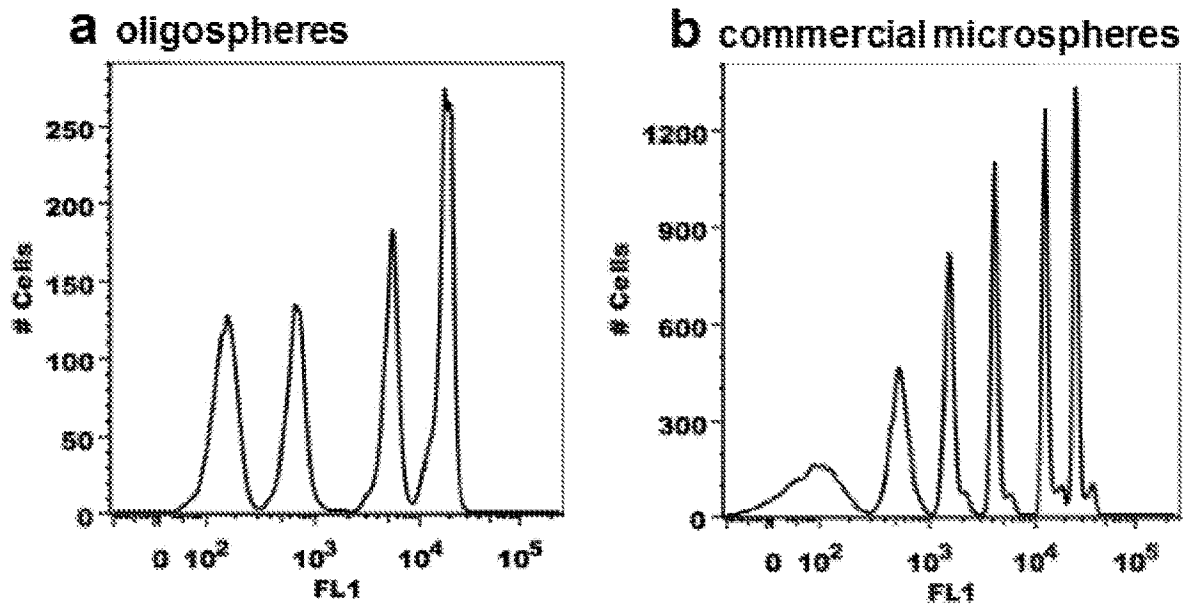 a oligospheres
# Cells
250
200
150
100
50
0
0 10² 10³ 10⁴ 10⁵
FL1
b commercial microspheres
# Cells
1200
900
600
300
0
0 10² 10³ 10⁴ 10⁵
FL1